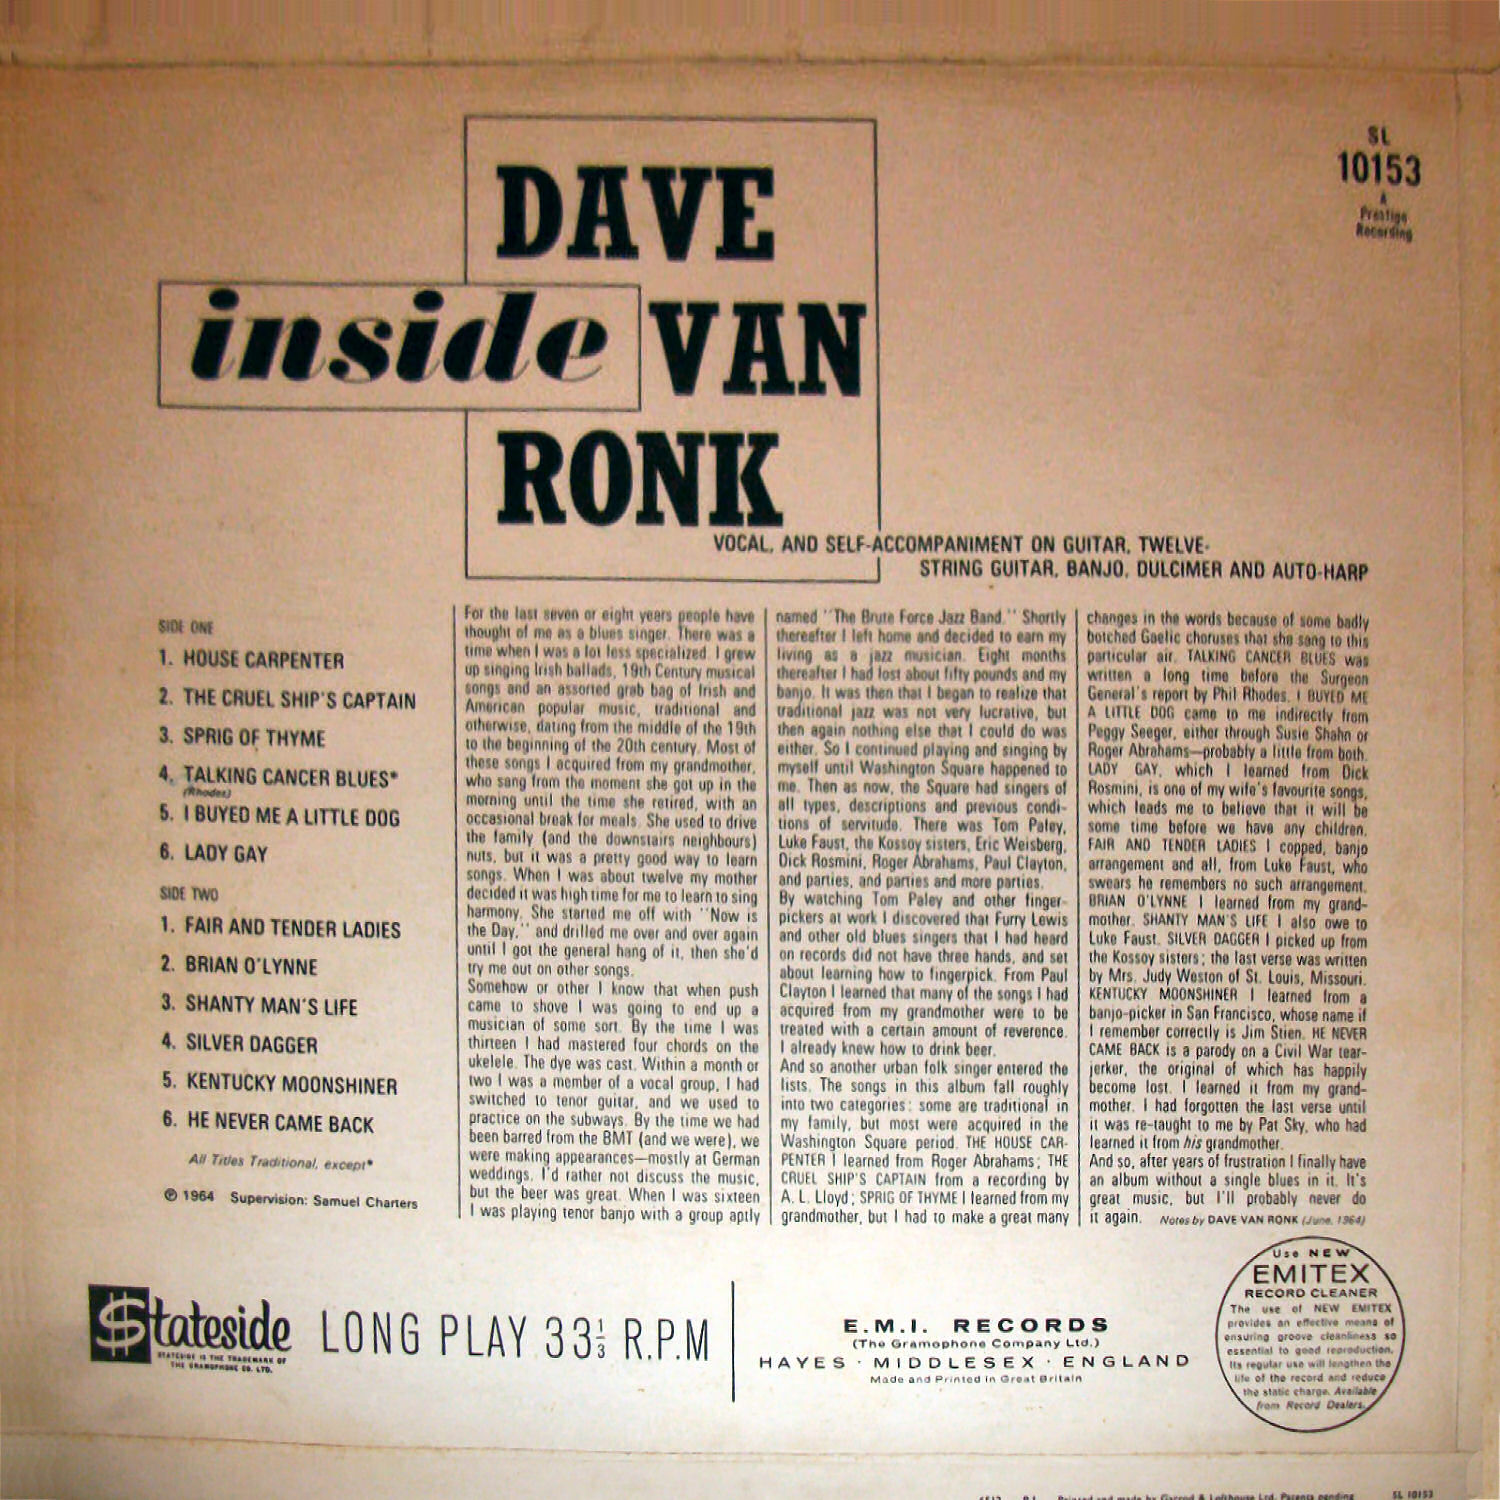 SL
10153
A
Prestige
Recording
DAVE
inside VAN
RONK
VOCAL, AND SELF-ACCOMPANIMENT ON GUITAR, TWELVE-
STRING GUITAR, BANJO, DULCIMER AND AUTO-HARP
SIDE ONE
1. HOUSE CARPENTER
2. THE CRUEL SHIP'S CAPTAIN
3. SPRIG OF THYME
4. TALKING CANCER BLUES*
(Rhodes)
5. I BUYED ME A LITTLE DOG
6. LADY GAY
SIDE TWO
1. FAIR AND TENDER LADIES
2. BRIAN O'LYNNE
3. SHANTY MAN'S LIFE
4. SILVER DAGGER
5. KENTUCKY MOONSHINER
6. HE NEVER CAME BACK
All Titles Traditional, except*
℗ 1964 Supervision: Samuel Charters
For the last seven or eight years people have
thought of me as a blues singer. There was a
time when I was a lot less specialized. I grew
up singing Irish ballads, 19th Century musical
songs and an assorted grab bag of Irish and
American popular music, traditional and
otherwise, dating from the middle of the 19th
to the beginning of the 20th century. Most of
these songs I acquired from my grandmother,
who sang from the moment she got up in the
morning until the time she retired, with an
occasional break for meals. She used to drive
the family (and the downstairs neighbours)
nuts, but it was a pretty good way to learn
songs. When I was about twelve my mother
decided it was high time for me to learn to sing
harmony. She started me off with "Now is
the Day," and drilled me over and over again
until I got the general hang of it, then she'd
try me out on other songs.
Somehow or other I know that when push
came to shove I was going to end up a
musician of some sort. By the time I was
thirteen I had mastered four chords on the
ukelele. The dye was cast. Within a month or
two I was a member of a vocal group, I had
switched to tenor guitar, and we used to
practice on the subways. By the time we had
been barred from the BMT (and we were), we
were making appearances—mostly at German
weddings. I'd rather not discuss the music,
but the beer was great. When I was sixteen
I was playing tenor banjo with a group aptly
named "The Brute Force Jazz Band." Shortly
thereafter I left home and decided to earn my
living as a jazz musician. Eight months
thereafter I had lost about fifty pounds and my
banjo. It was then that I began to realize that
traditional jazz was not very lucrative, but
then again nothing else that I could do was
either. So I continued playing and singing by
myself until Washington Square happened to
me. Then as now, the Square had singers of
all types, descriptions and previous condi-
tions of servitude. There was Tom Paley,
Luke Faust, the Kossoy sisters, Eric Weisberg,
Dick Rosmini, Roger Abrahams, Paul Clayton,
and parties, and parties and more parties.
By watching Tom Paley and other finger-
pickers at work I discovered that Furry Lewis
and other old blues singers that I had heard
on records did not have three hands, and set
about learning how to fingerpick. From Paul
Clayton I learned that many of the songs I had
acquired from my grandmother were to be
treated with a certain amount of reverence.
I already knew how to drink beer.
And so another urban folk singer entered the
lists. The songs in this album fall roughly
into two categories: some are traditional in
my family, but most were acquired in the
Washington Square period. THE HOUSE CAR-
PENTER I learned from Roger Abrahams; THE
CRUEL SHIP'S CAPTAIN from a recording by
A. L. Lloyd; SPRIG OF THYME I learned from my
grandmother, but I had to make a great many
changes in the words because of some badly
botched Gaelic choruses that she sang to this
particular air. TALKING CANCER BLUES was
written a long time before the Surgeon
General's report by Phil Rhodes. I BUYED ME
A LITTLE DOG came to me indirectly from
Peggy Seeger, either through Susie Shahn or
Roger Abrahams—probably a little from both.
LADY GAY, which I learned from Dick
Rosmini, is one of my wife's favourite songs,
which leads me to believe that it will be
some time before we have any children.
FAIR AND TENDER LADIES I copped, banjo
arrangement and all, from Luke Faust, who
swears he remembers no such arrangement.
BRIAN O'LYNNE I learned from my grand-
mother. SHANTY MAN'S LIFE I also owe to
Luke Faust. SILVER DAGGER I picked up from
the Kossoy sisters; the last verse was written
by Mrs. Judy Weston of St. Louis, Missouri.
KENTUCKY MOONSHINER I learned from a
banjo-picker in San Francisco, whose name if
I remember correctly is Jim Stien. HE NEVER
CAME BACK is a parody on a Civil War tear-
jerker, the original of which has happily
become lost. I learned it from my grand-
mother. I had forgotten the last verse until
it was re-taught to me by Pat Sky, who had
learned it from his grandmother.
And so, after years of frustration I finally have
an album without a single blues in it. It's
great music, but I'll probably never do
it again. Notes by DAVE VAN RONK (June, 1964)
Stateside LONG PLAY 33⅓ R.P.M
STATESIDE IS THE TRADEMARK OF
THE GRAMOPHONE CO. LTD.
E.M.I. RECORDS
(The Gramophone Company Ltd.)
HAYES · MIDDLESEX · ENGLAND
Made and Printed in Great Britain
Use NEW
EMITEX
RECORD CLEANER
The use of NEW EMITEX
provides an effective means of
ensuring groove cleanliness so
essential to good reproduction.
Its regular use will lengthen the
life of the record and reduce
the static charge. Available
from Record Dealers.
Printed and made by Garrod & Lofthouse Ltd. Patents pending
SL 10153